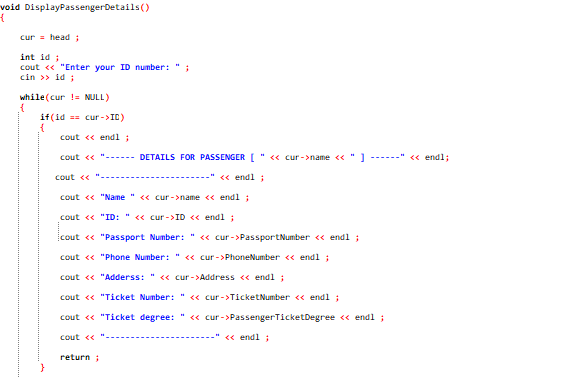 void DisplayPassengerDetails()
{
cur = head ;
int id ;
cout << "Enter your ID number: " ;
cin >> id ;
while(cur != NULL)
{
if(id == cur->ID)
{
cout << endl ;
cout << "------ DETAILS FOR PASSENGER [ " << cur->name << " ] ------" << endl;
cout << "----------------------" << endl ;
cout << "Name " << cur->name << endl ;
cout << "ID: " << cur->ID << endl ;
cout << "Passport Number: " << cur->PassportNumber << endl ;
cout << "Phone Number: " << cur->PhoneNumber << endl ;
cout << "Adderss: " << cur->Address << endl ;
cout << "Ticket Number: " << cur->TicketNumber << endl ;
cout << "Ticket degree: " << cur->PassengerTicketDegree << endl ;
cout << "----------------------" << endl ;
return ;
}